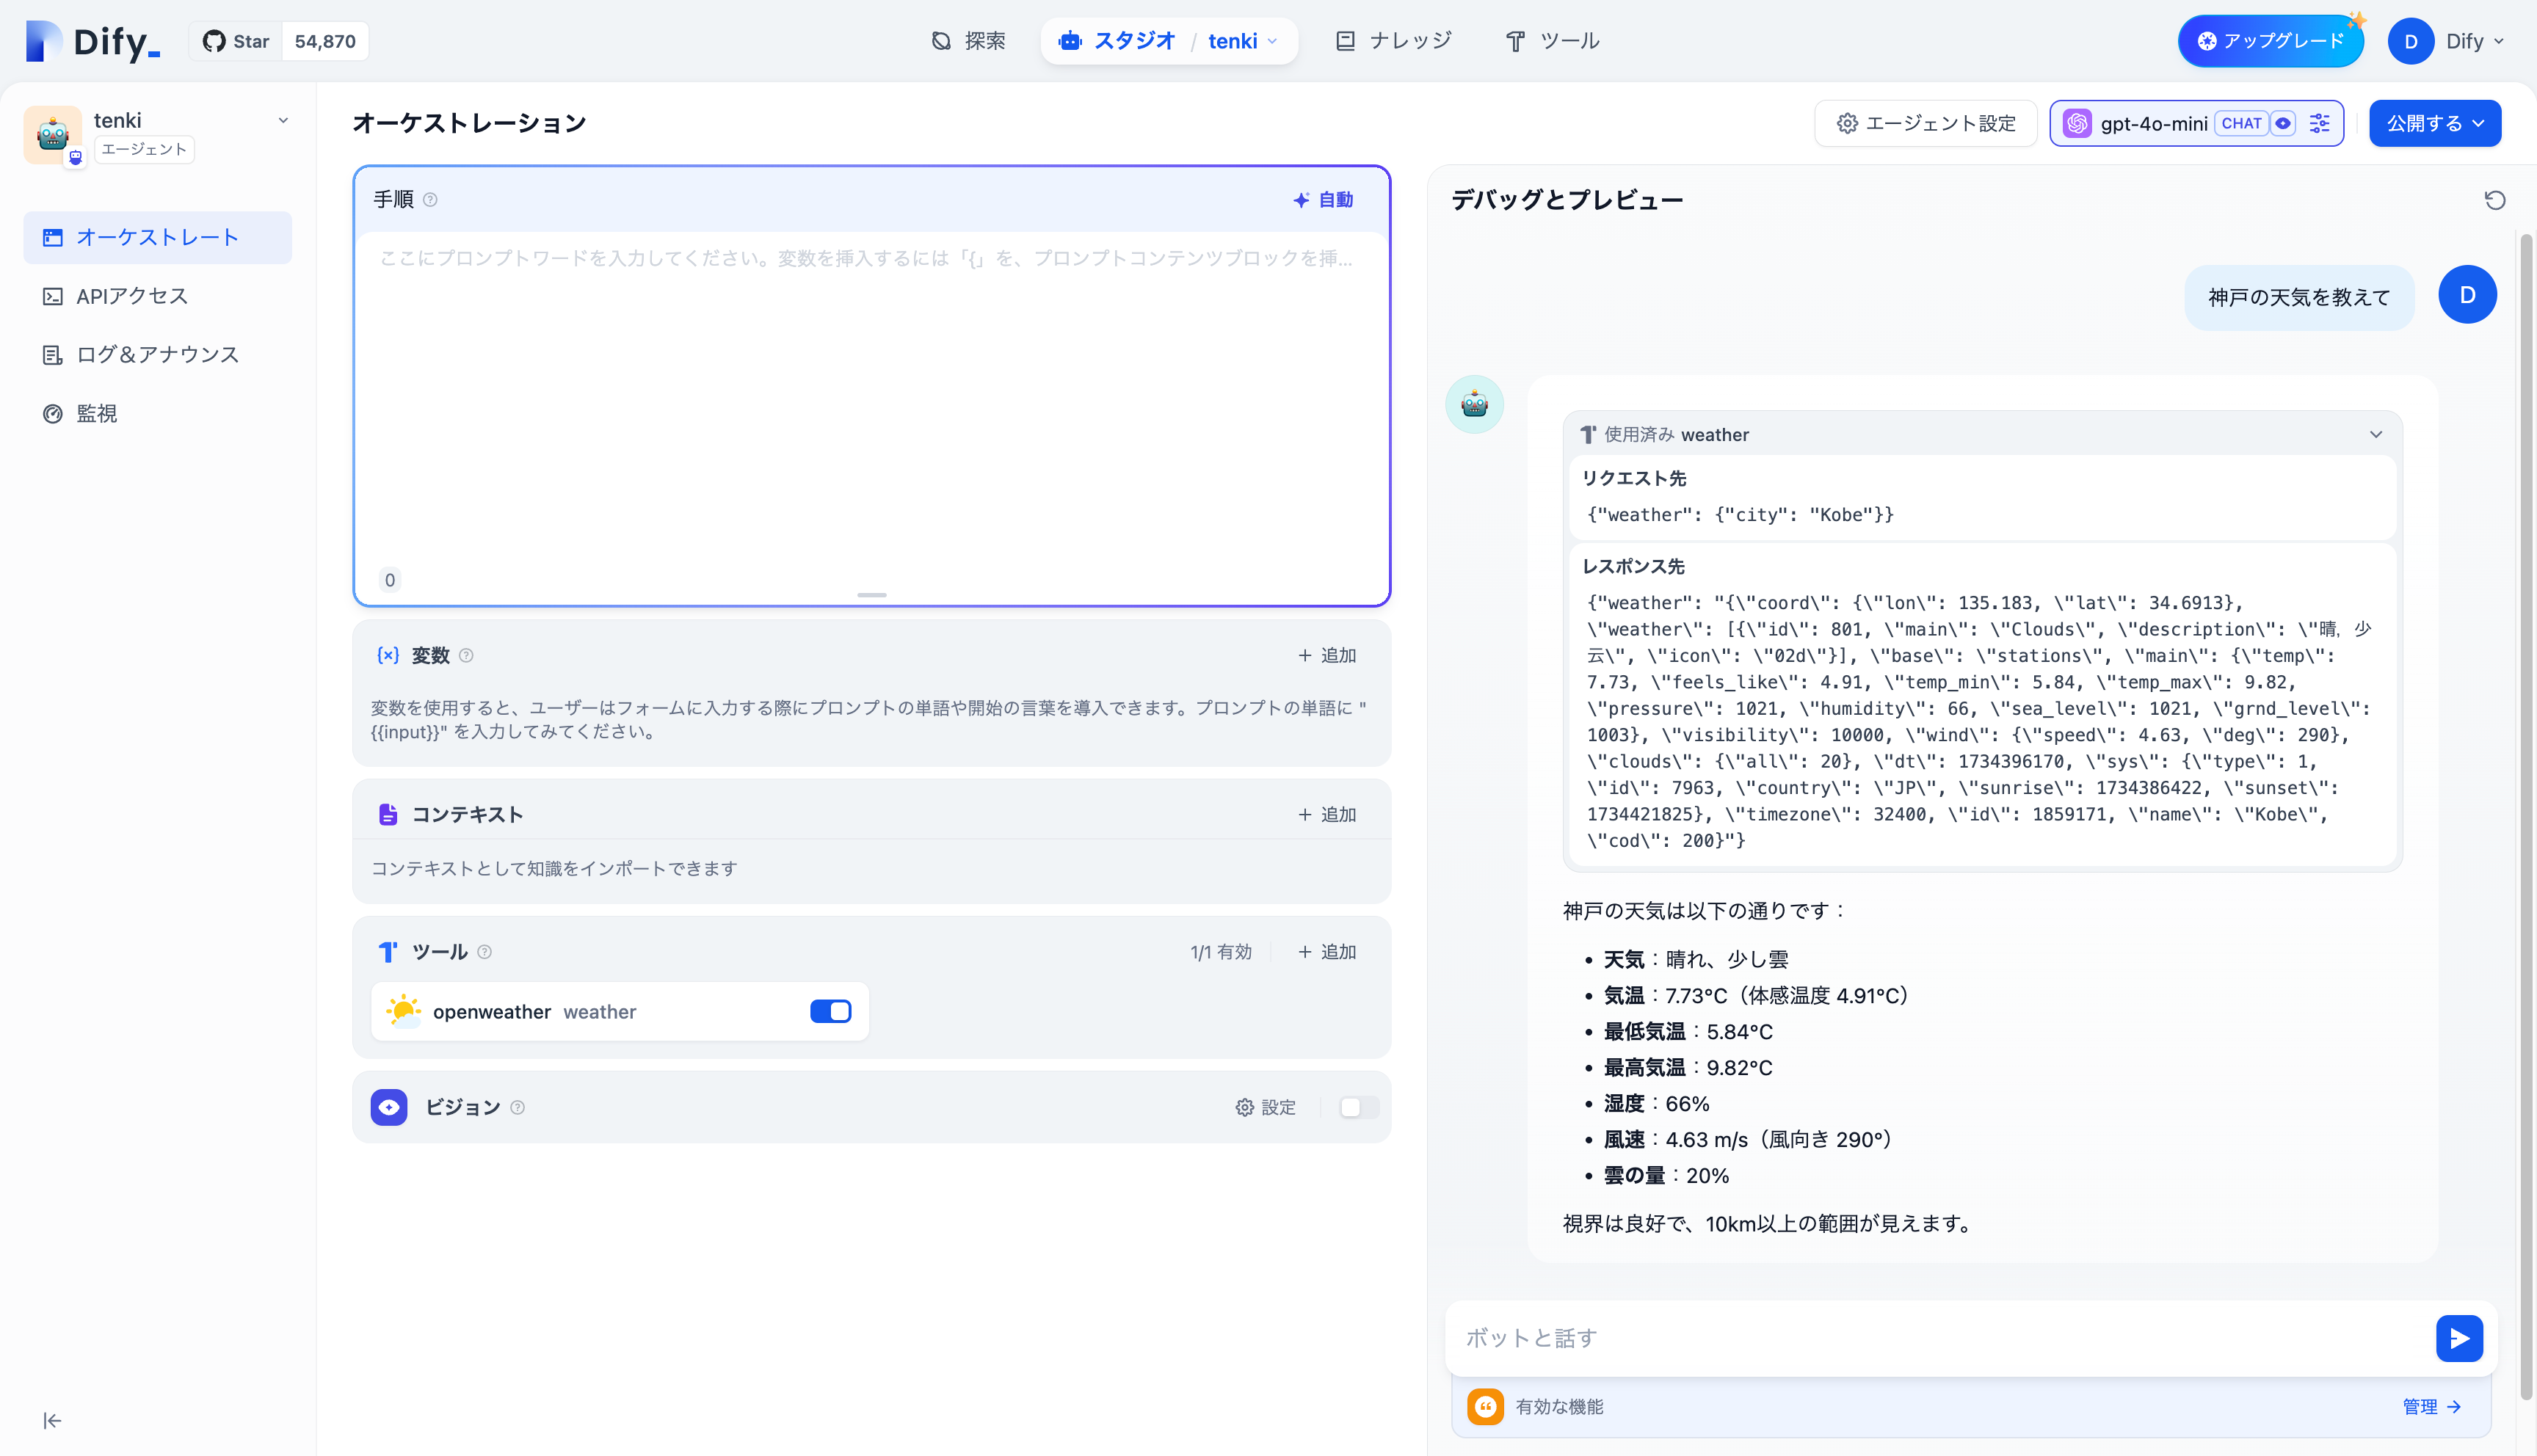 Dify_
Star 54,870
探索
スタジオ / tenki
ナレッジ
ツール
アップグレード
D Dify
tenki
エージェント
オーケストレート
APIアクセス
ログ＆アナウンス
監視
オーケストレーション
エージェント設定
gpt-4o-mini CHAT
公開する
手順
自動
ここにプロンプトワードを入力してください。変数を挿入するには「{」を、プロンプトコンテンツブロックを挿...
0
{x} 変数
+ 追加
変数を使用すると、ユーザーはフォームに入力する際にプロンプトの単語や開始の言葉を導入できます。プロンプトの単語に "
{{input}}" を入力してみてください。
コンテキスト
+ 追加
コンテキストとして知識をインポートできます
ツール
1/1 有効
+ 追加
openweather weather
ビジョン
設定
デバッグとプレビュー
神戸の天気を教えて
D
使用済み weather
リクエスト先
{"weather": {"city": "Kobe"}}
レスポンス先
{"weather": "{\"coord\": {\"lon\": 135.183, \"lat\": 34.6913},
\"weather\": [{\"id\": 801, \"main\": \"Clouds\", \"description\": \"晴，少
云\", \"icon\": \"02d\"}], \"base\": \"stations\", \"main\": {\"temp\":
7.73, \"feels_like\": 4.91, \"temp_min\": 5.84, \"temp_max\": 9.82,
\"pressure\": 1021, \"humidity\": 66, \"sea_level\": 1021, \"grnd_level\":
1003}, \"visibility\": 10000, \"wind\": {\"speed\": 4.63, \"deg\": 290},
\"clouds\": {\"all\": 20}, \"dt\": 1734396170, \"sys\": {\"type\": 1,
\"id\": 7963, \"country\": \"JP\", \"sunrise\": 1734386422, \"sunset\":
1734421825}, \"timezone\": 32400, \"id\": 1859171, \"name\": \"Kobe\",
\"cod\": 200}"}
神戸の天気は以下の通りです：
• 天気：晴れ、少し雲
• 気温：7.73°C（体感温度 4.91°C）
• 最低気温：5.84°C
• 最高気温：9.82°C
• 湿度：66%
• 風速：4.63 m/s（風向き 290°）
• 雲の量：20%
視界は良好で、10km以上の範囲が見えます。
ボットと話す
有効な機能
管理 →